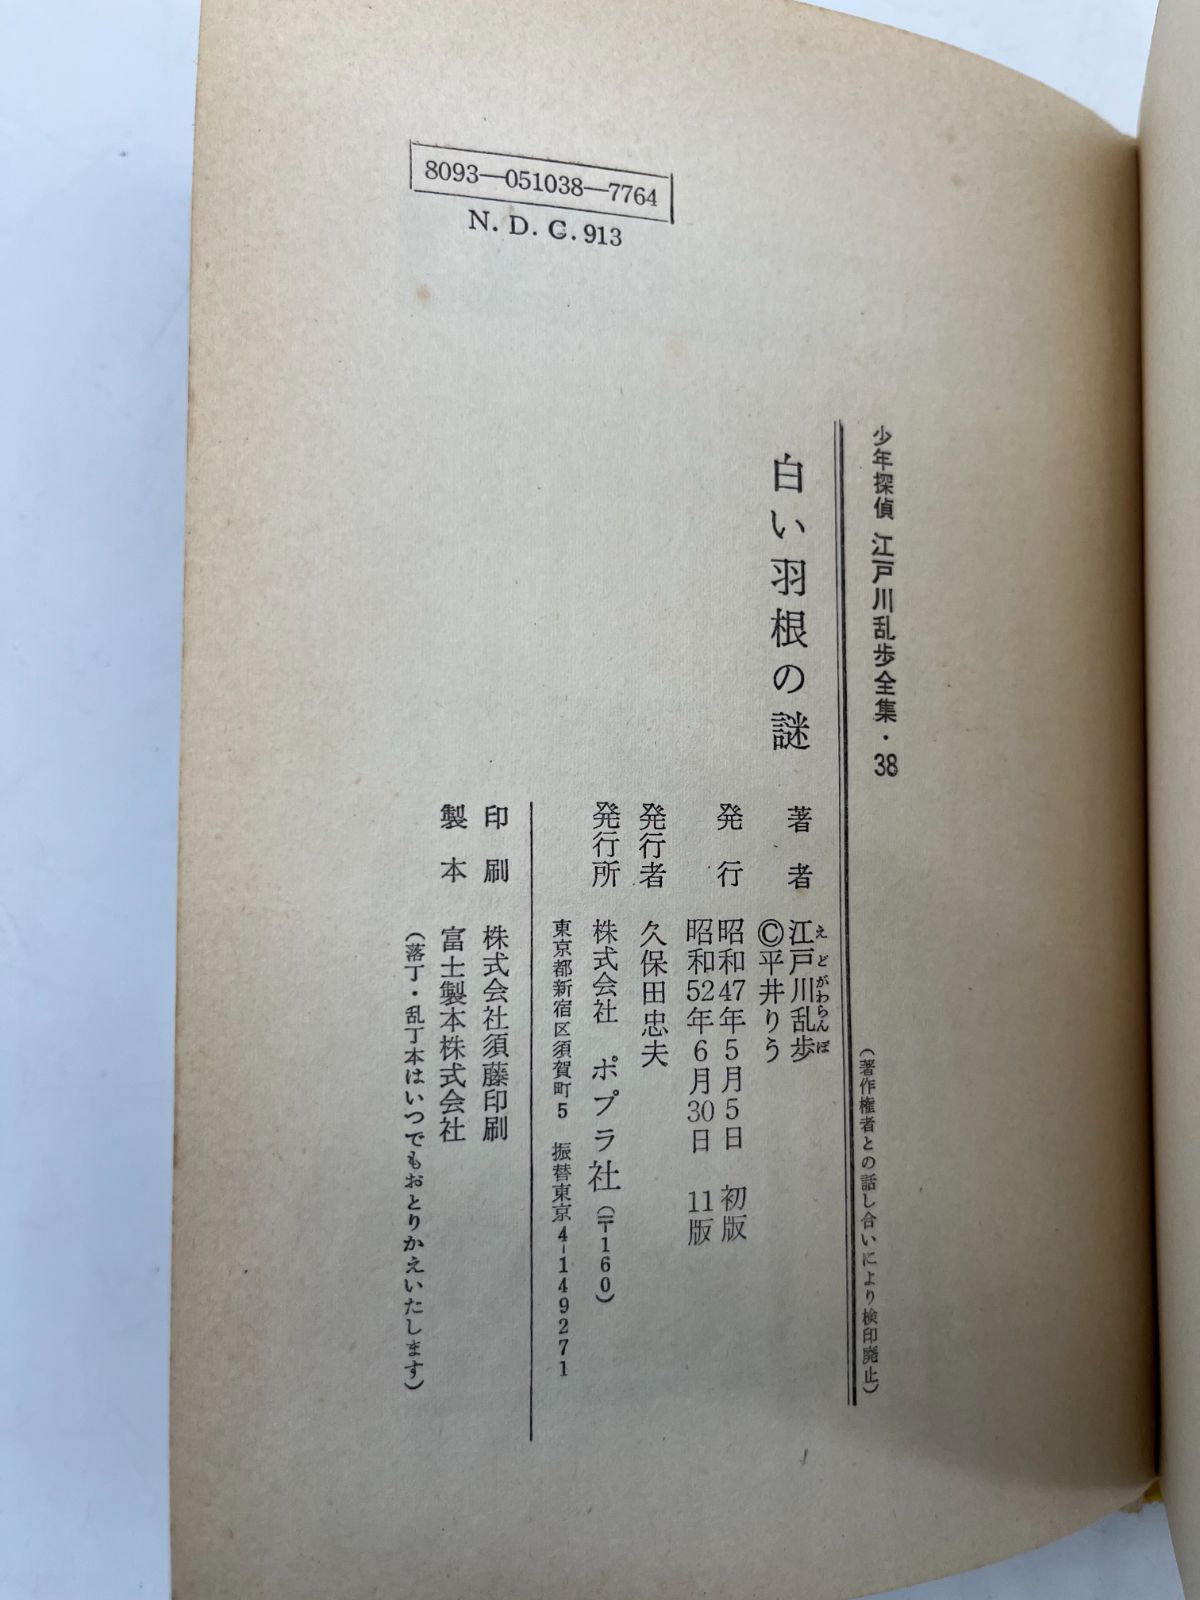 8093—051038—7764
N. D. C. 913
少年探偵 江戸川乱歩全集・38
（著作権者との話し合いにより検印廃止）
白い羽根の謎
著者 江戸川乱歩
えどがわらんぽ
©平井りう
発行 昭和47年5月5日 初版
昭和52年6月30日 11版
発行者 久保田忠夫
発行所 株式会社 ポプラ社（〒160）
東京都新宿区須賀町5 振替東京4-149271
印刷 株式会社須藤印刷
製本 富士製本株式会社
（落丁・乱丁本はいつでもおとりかえいたします）